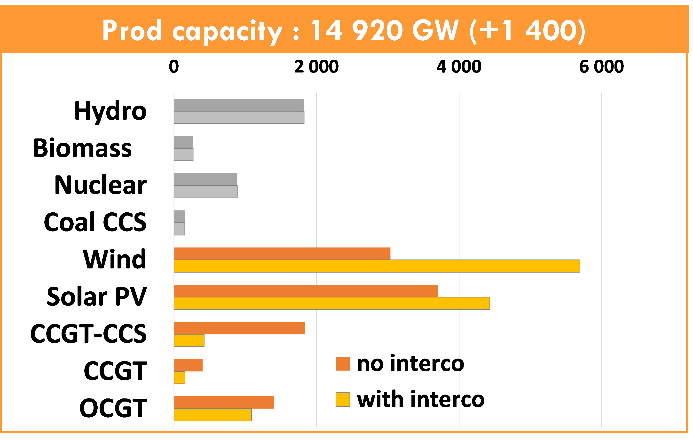 Prod capacity : 14 920 GW (+1 400)
0 2 000 4 000 6 000
Hydro
Biomass
Nuclear
Coal CCS
Wind
Solar PV
CCGT-CCS
no interco
CCGT
with interco
OCGT